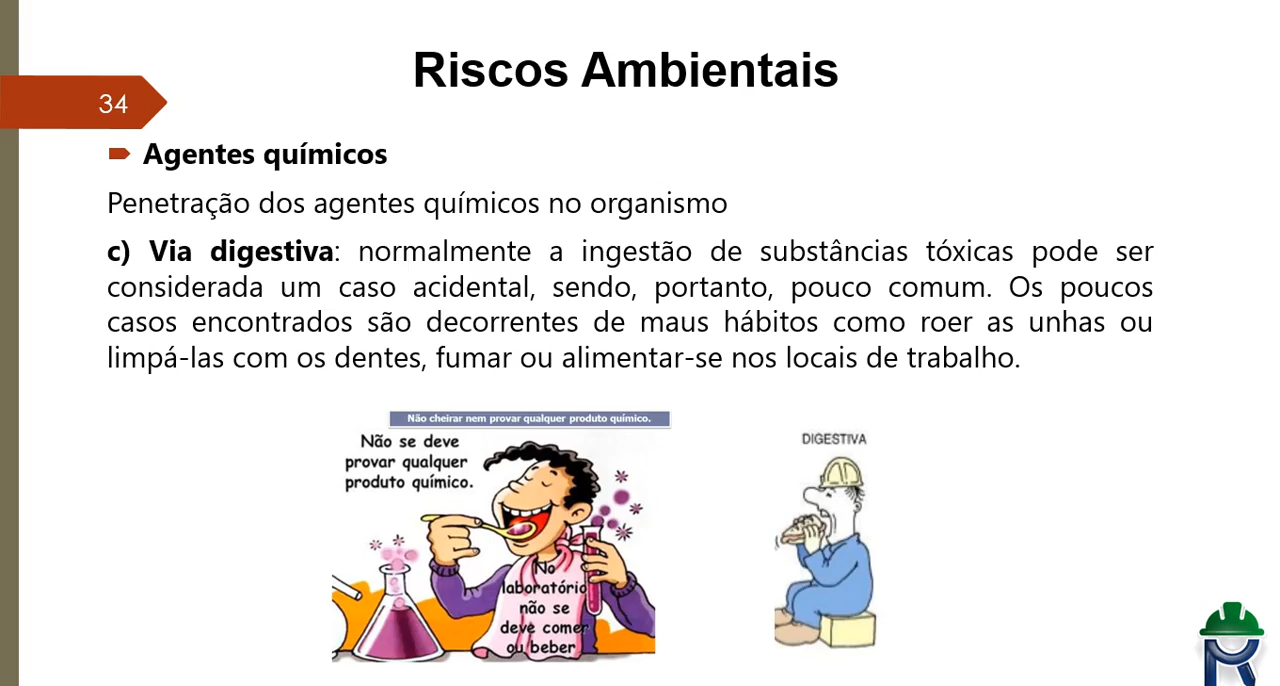 Riscos Ambientais
34
Agentes químicos
Penetração dos agentes químicos no organismo
c) Via digestiva: normalmente a ingestão de substâncias tóxicas pode ser
considerada um caso acidental, sendo, portanto, pouco comum. Os poucos
casos encontrados são decorrentes de maus hábitos como roer as unhas ou
limpá-las com os dentes, fumar ou alimentar-se nos locais de trabalho.
Não cheirar nem provar qualquer produto químico.
Não se deve
provar qualquer
produto químico.
No
laboratório
não se
deve comer
ou beber
DIGESTIVA
R